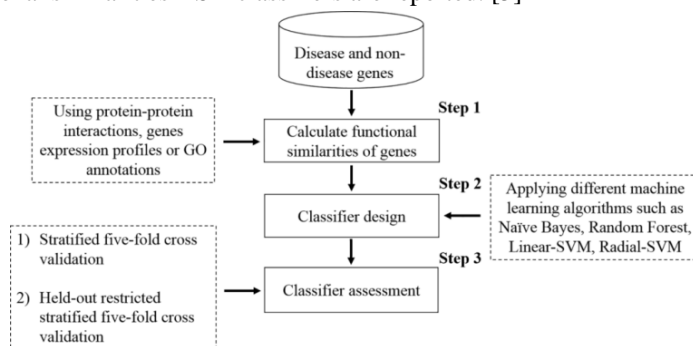 Disease and non-
disease genes
Step 1
Using protein-protein
interactions, genes
expression profiles or GO
annotations
Calculate functional
similarities of genes
Step 2
Classifier design
Applying different machine
learning algorithms such as
Naïve Bayes, Random Forest,
Linear-SVM, Radial-SVM
Step 3
1) Stratified five-fold cross
validation
2) Held-out restricted
stratified five-fold cross
validation
Classifier assessment